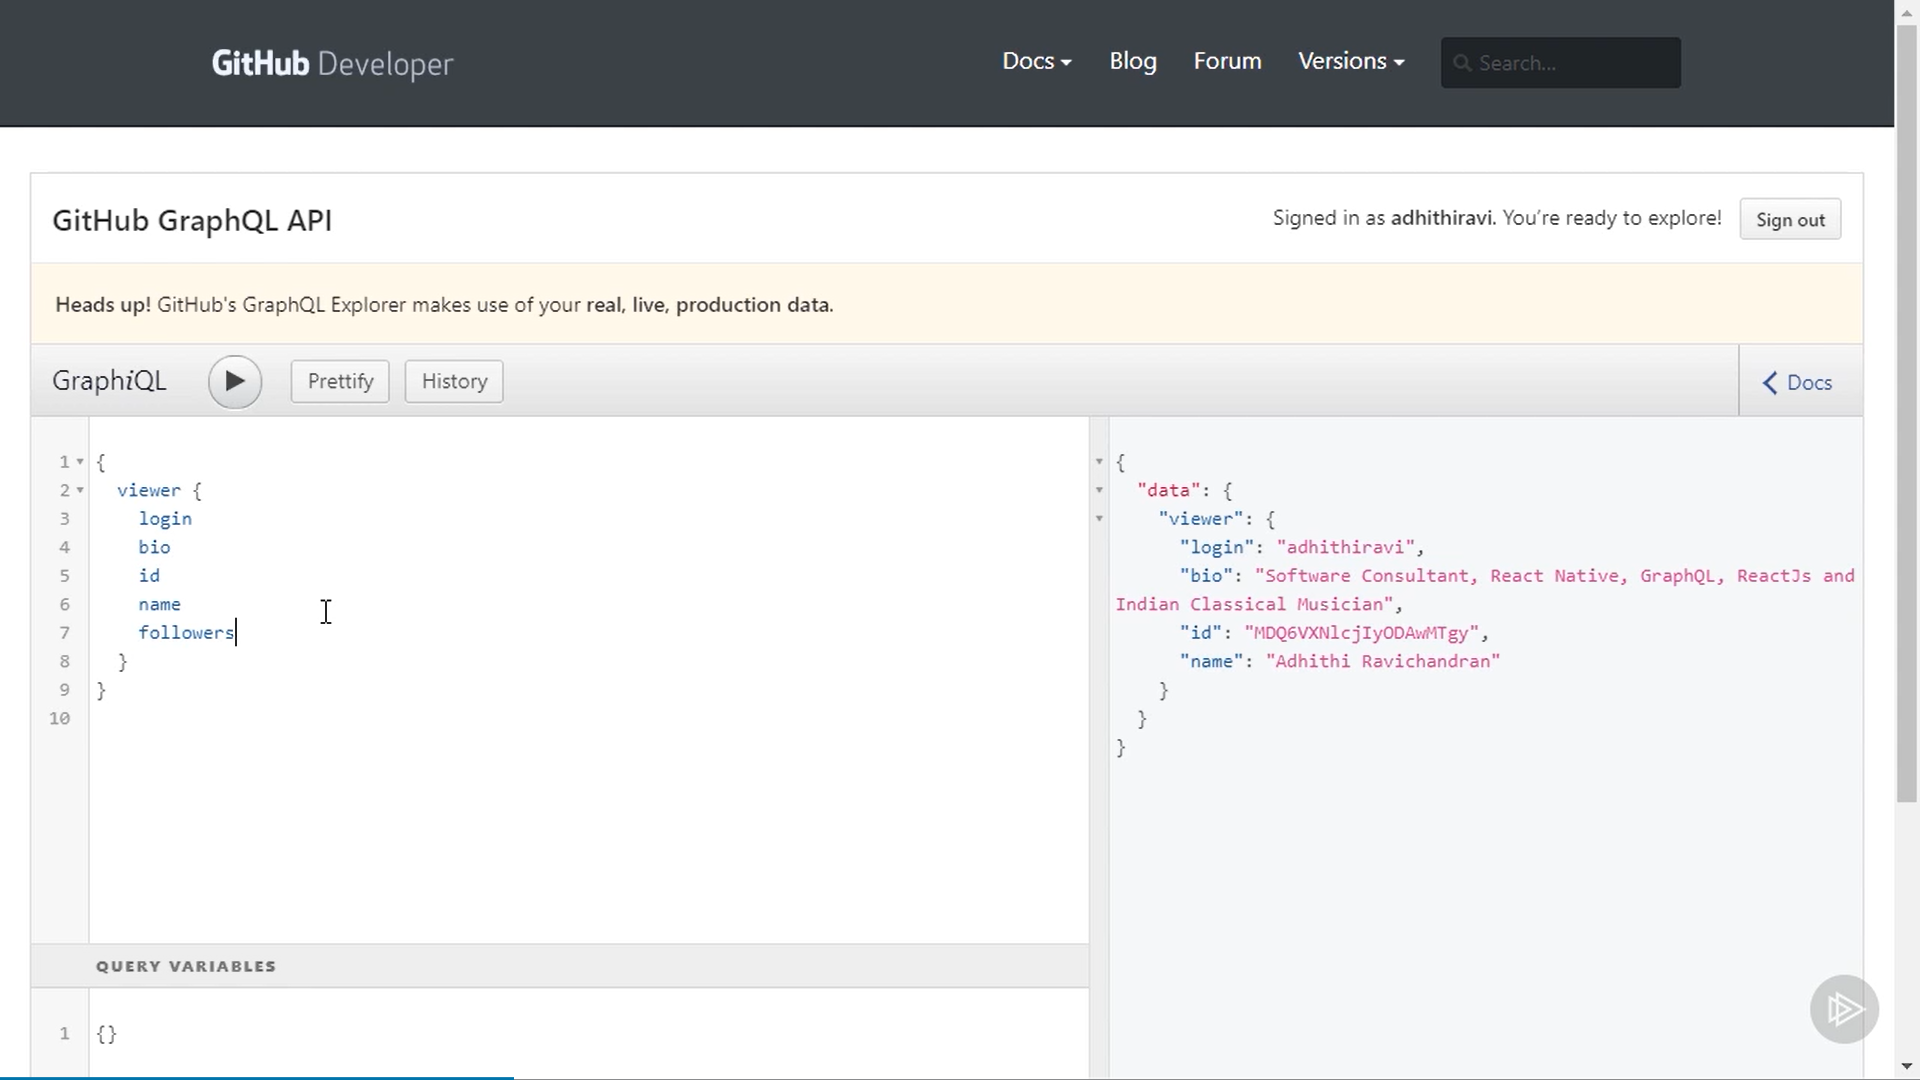 GitHub Developer
Docs Blog Forum Versions Search...
GitHub GraphQL API
Signed in as adhithiravi. You're ready to explore! Sign out
Heads up! GitHub's GraphQL Explorer makes use of your real, live, production data.
GraphiQL Prettify History Docs
1 {
2 viewer {
3 login
4 bio
5 id
6 name
7 followers
8 }
9 }
10
{
"data": {
"viewer": {
"login": "adhithiravi",
"bio": "Software Consultant, React Native, GraphQL, ReactJs and
Indian Classical Musician",
"id": "MDQ6VXNlcjIyODAwMTgy",
"name": "Adhithi Ravichandran"
}
}
}
QUERY VARIABLES
1 {}